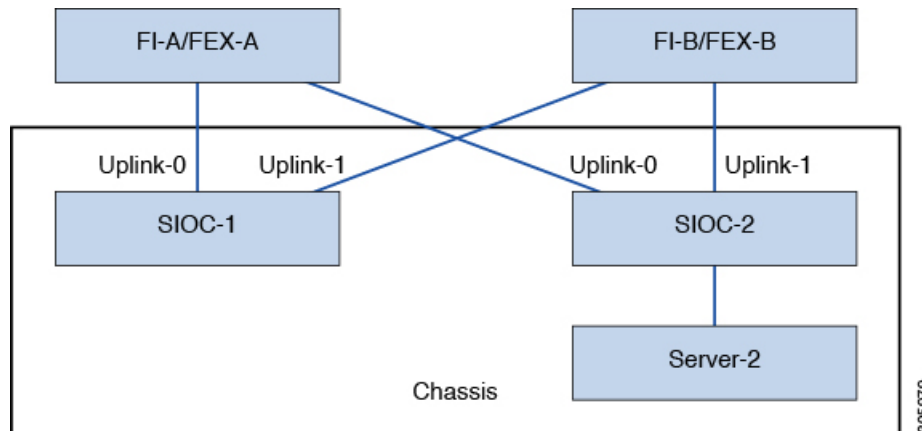 FI-A/FEX-A
FI-B/FEX-B
Uplink-0
Uplink-1
Uplink-0
Uplink-1
SIOC-1
SIOC-2
Server-2
Chassis